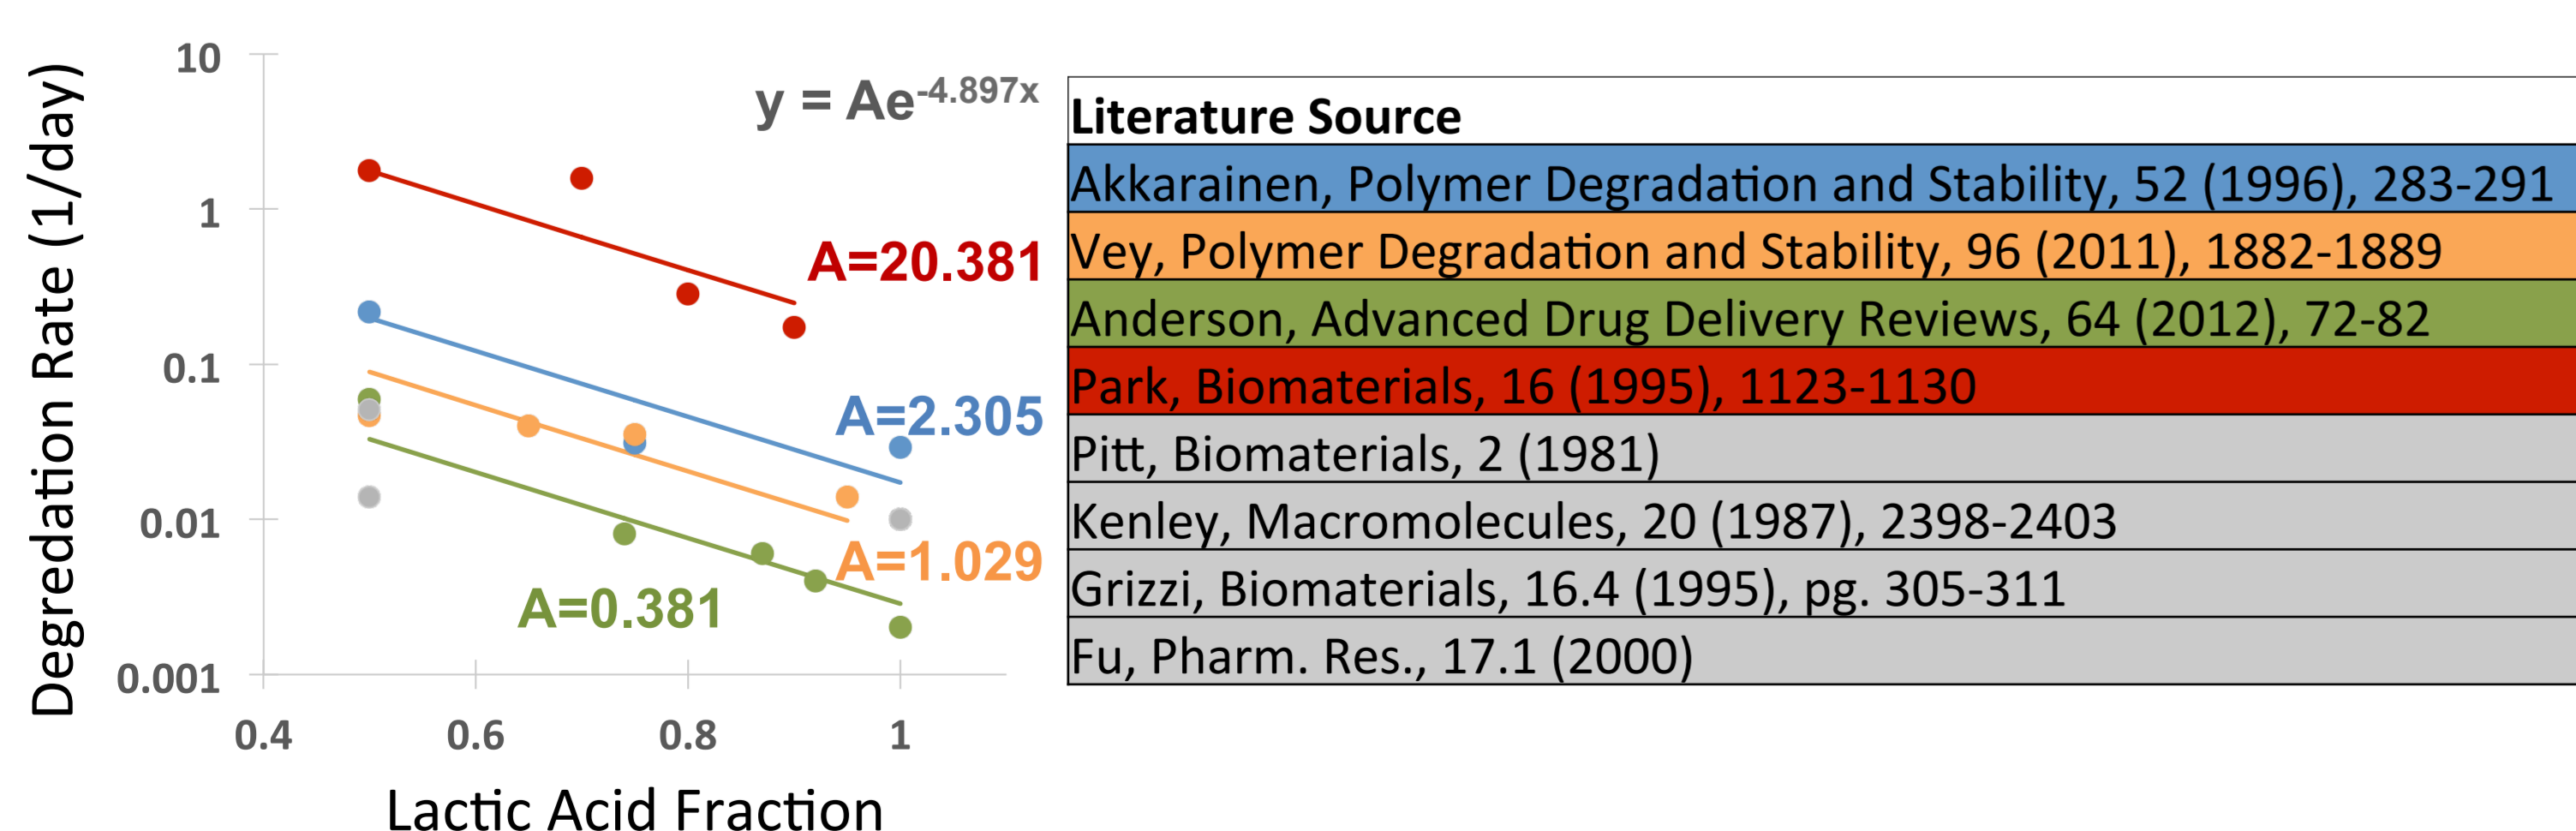 Degredation Rate (1/day)
10
1
0.1
0.01
0.001
y = Ae^-4.897x
A=20.381
A=2.305
A=1.029
A=0.381
0.4
0.6
0.8
1
Lactic Acid Fraction
Literature Source
Akkarainen, Polymer Degradation and Stability, 52 (1996), 283-291
Vey, Polymer Degradation and Stability, 96 (2011), 1882-1889
Anderson, Advanced Drug Delivery Reviews, 64 (2012), 72-82
Park, Biomaterials, 16 (1995), 1123-1130
Pitt, Biomaterials, 2 (1981)
Kenley, Macromolecules, 20 (1987), 2398-2403
Grizzi, Biomaterials, 16.4 (1995), pg. 305-311
Fu, Pharm. Res., 17.1 (2000)